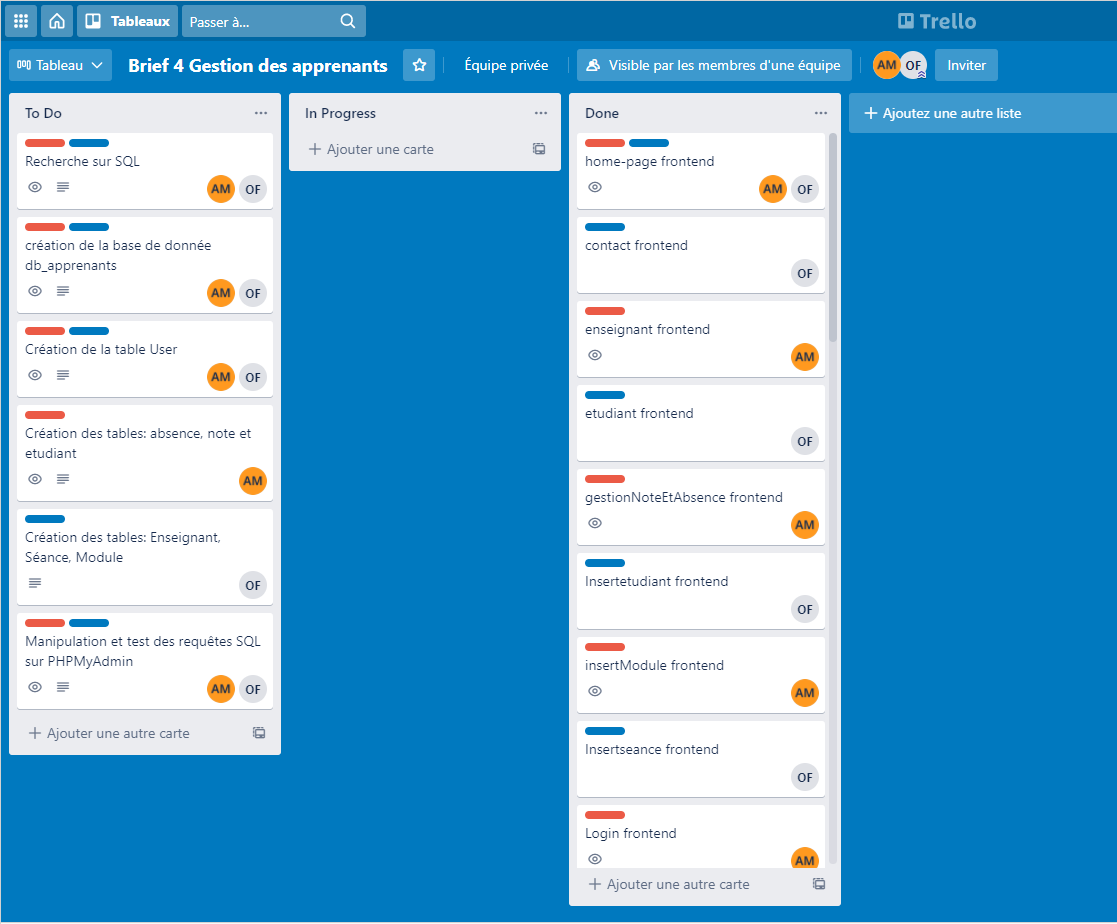 Tableaux
Passer à...
Trello
Tableau
Brief 4 Gestion des apprenants
Équipe privée
Visible par les membres d'une équipe
AM
OF
Inviter
To Do
Recherche sur SQL
AM OF
création de la base de donnée
db_apprenants
AM OF
Création de la table User
AM OF
Création des tables: absence, note et
etudiant
AM
Création des tables: Enseignant,
Séance, Module
OF
Manipulation et test des requêtes SQL
sur PHPMyAdmin
AM OF
Ajouter une autre carte
In Progress
Ajouter une carte
Done
home-page frontend
AM OF
contact frontend
OF
enseignant frontend
AM
etudiant frontend
OF
gestionNoteEtAbsence frontend
AM
Insertetudiant frontend
OF
insertModule frontend
AM
Insertseance frontend
OF
Login frontend
AM
Ajouter une autre carte
Ajoutez une autre liste